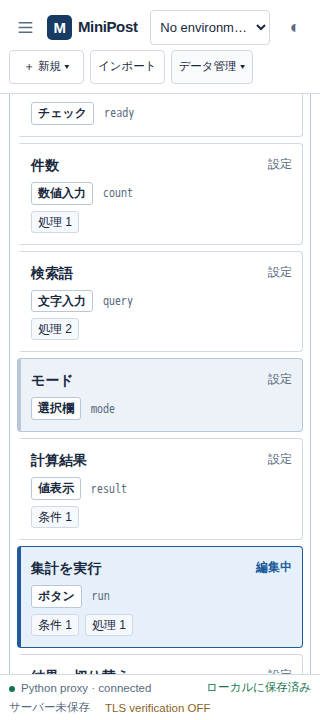 M MiniPost No environm…
＋ 新規 ▾ インポート データ管理 ▾
チェック ready
件数 設定
数値入力 count
処理 1
検索語 設定
文字入力 query
処理 2
モード 設定
選択欄 mode
計算結果 設定
値表示 result
条件 1
集計を実行 編集中
ボタン run
条件 1 処理 1
Python proxy · connected ローカルに保存済み
サーバー未保存 TLS verification OFF